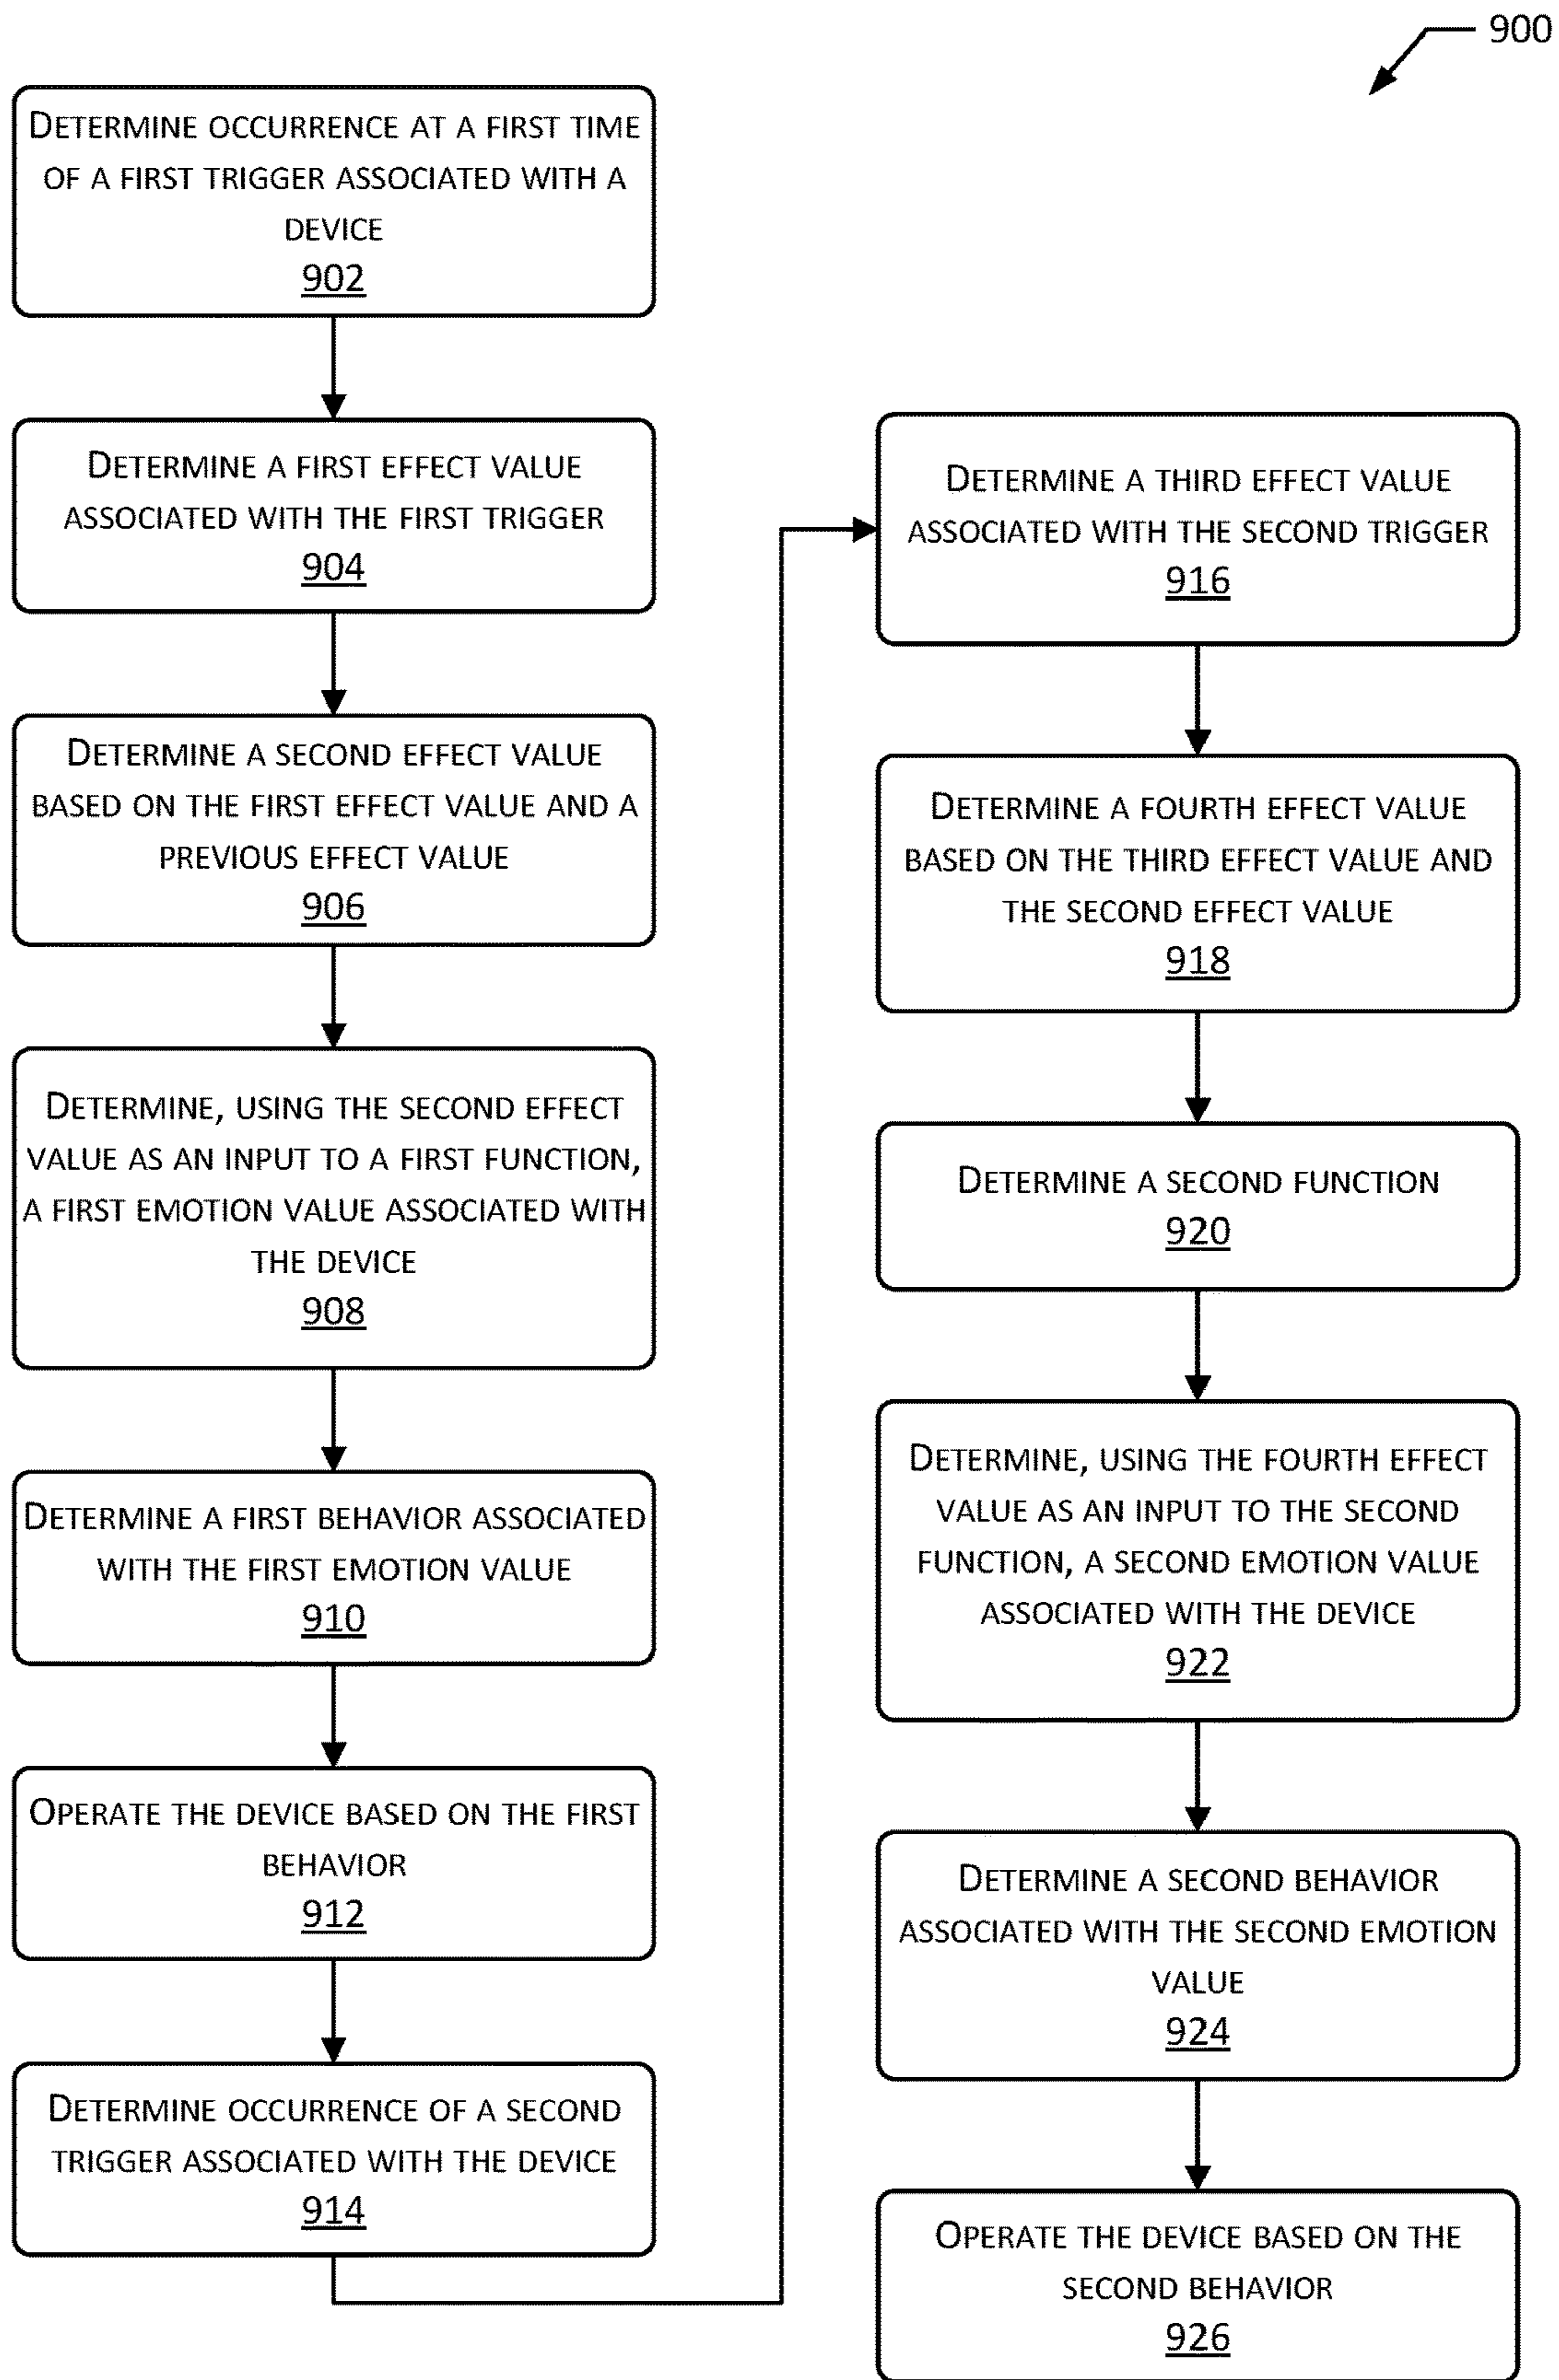 900
DETERMINE OCCURRENCE AT A FIRST TIME
OF A FIRST TRIGGER ASSOCIATED WITH A
DEVICE
902
DETERMINE A FIRST EFFECT VALUE
ASSOCIATED WITH THE FIRST TRIGGER
904
DETERMINE A SECOND EFFECT VALUE
BASED ON THE FIRST EFFECT VALUE AND A
PREVIOUS EFFECT VALUE
906
DETERMINE, USING THE SECOND EFFECT
VALUE AS AN INPUT TO A FIRST FUNCTION,
A FIRST EMOTION VALUE ASSOCIATED WITH
THE DEVICE
908
DETERMINE A FIRST BEHAVIOR ASSOCIATED
WITH THE FIRST EMOTION VALUE
910
OPERATE THE DEVICE BASED ON THE FIRST
BEHAVIOR
912
DETERMINE OCCURRENCE OF A SECOND
TRIGGER ASSOCIATED WITH THE DEVICE
914
DETERMINE A THIRD EFFECT VALUE
ASSOCIATED WITH THE SECOND TRIGGER
916
DETERMINE A FOURTH EFFECT VALUE
BASED ON THE THIRD EFFECT VALUE AND
THE SECOND EFFECT VALUE
918
DETERMINE A SECOND FUNCTION
920
DETERMINE, USING THE FOURTH EFFECT
VALUE AS AN INPUT TO THE SECOND
FUNCTION, A SECOND EMOTION VALUE
ASSOCIATED WITH THE DEVICE
922
DETERMINE A SECOND BEHAVIOR
ASSOCIATED WITH THE SECOND EMOTION
VALUE
924
OPERATE THE DEVICE BASED ON THE
SECOND BEHAVIOR
926